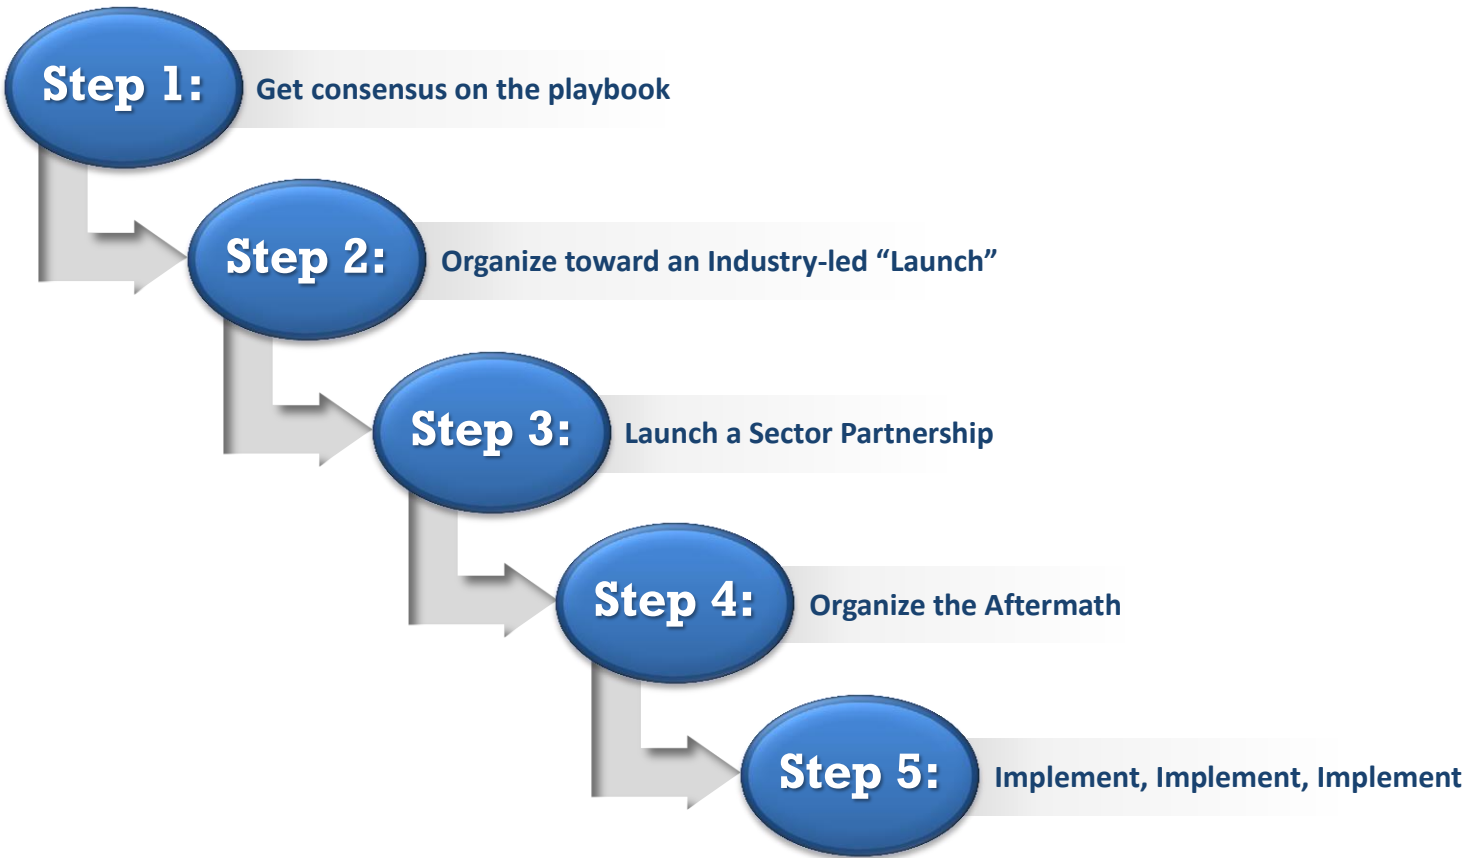 Step 1: Get consensus on the playbook
Step 2: Organize toward an Industry-led “Launch”
Step 3: Launch a Sector Partnership
Step 4: Organize the Aftermath
Step 5: Implement, Implement, Implement